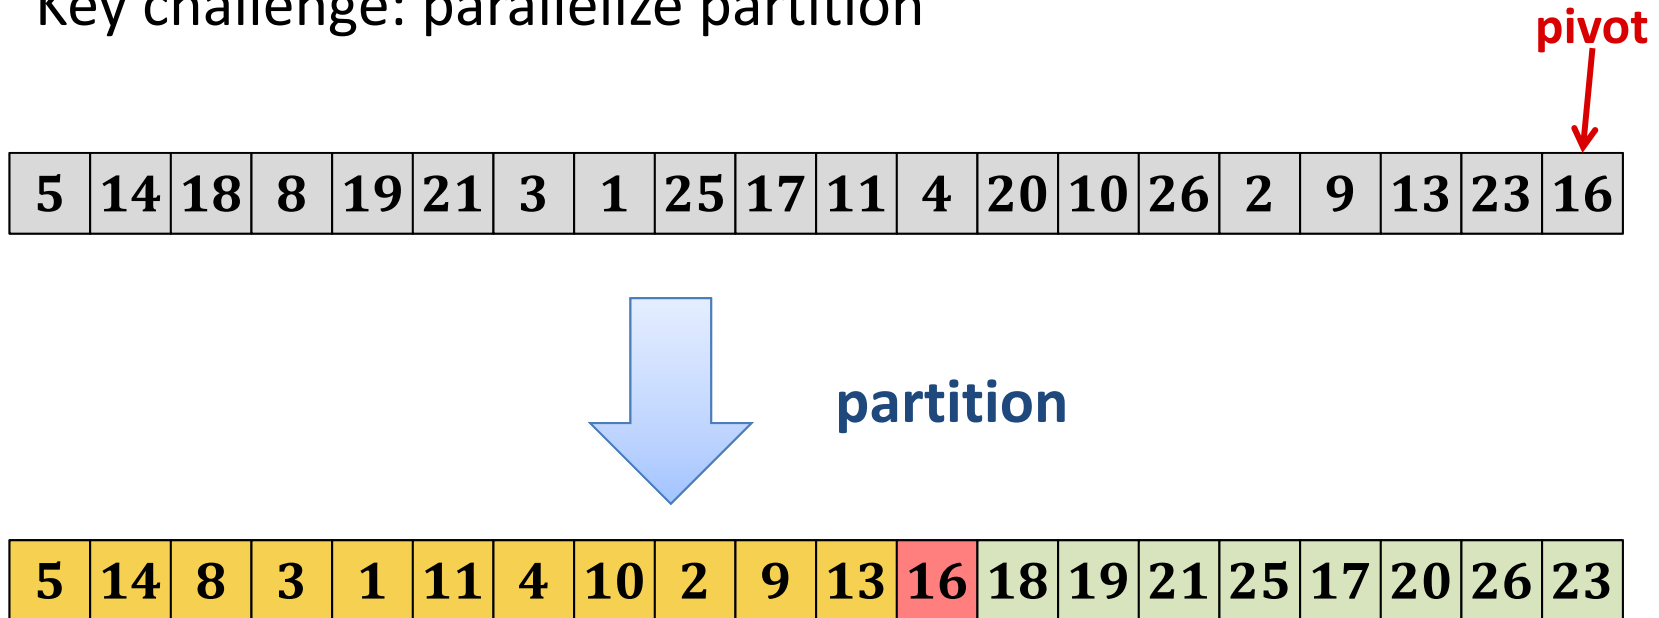 Key challenge: parallelize partition
pivot
5 14 18 8 19 21 3 1 25 17 11 4 20 10 26 2 9 13 23 16
partition
5 14 8 3 1 11 4 10 2 9 13 16 18 19 21 25 17 20 26 23